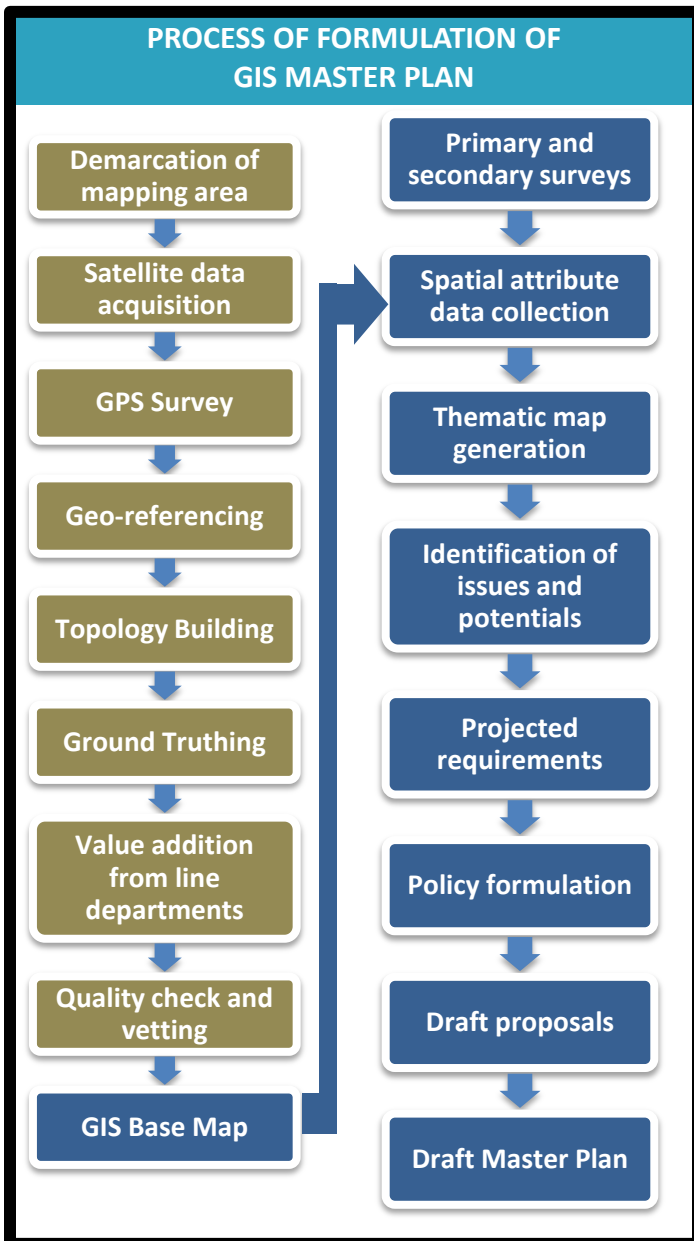 PROCESS OF FORMULATION OF
GIS MASTER PLAN
Demarcation of
mapping area
Satellite data
acquisition
GPS Survey
Geo-referencing
Topology Building
Ground Truthing
Value addition
from line
departments
Quality check and
vetting
GIS Base Map
Primary and
secondary surveys
Spatial attribute
data collection
Thematic map
generation
Identification of
issues and
potentials
Projected
requirements
Policy formulation
Draft proposals
Draft Master Plan